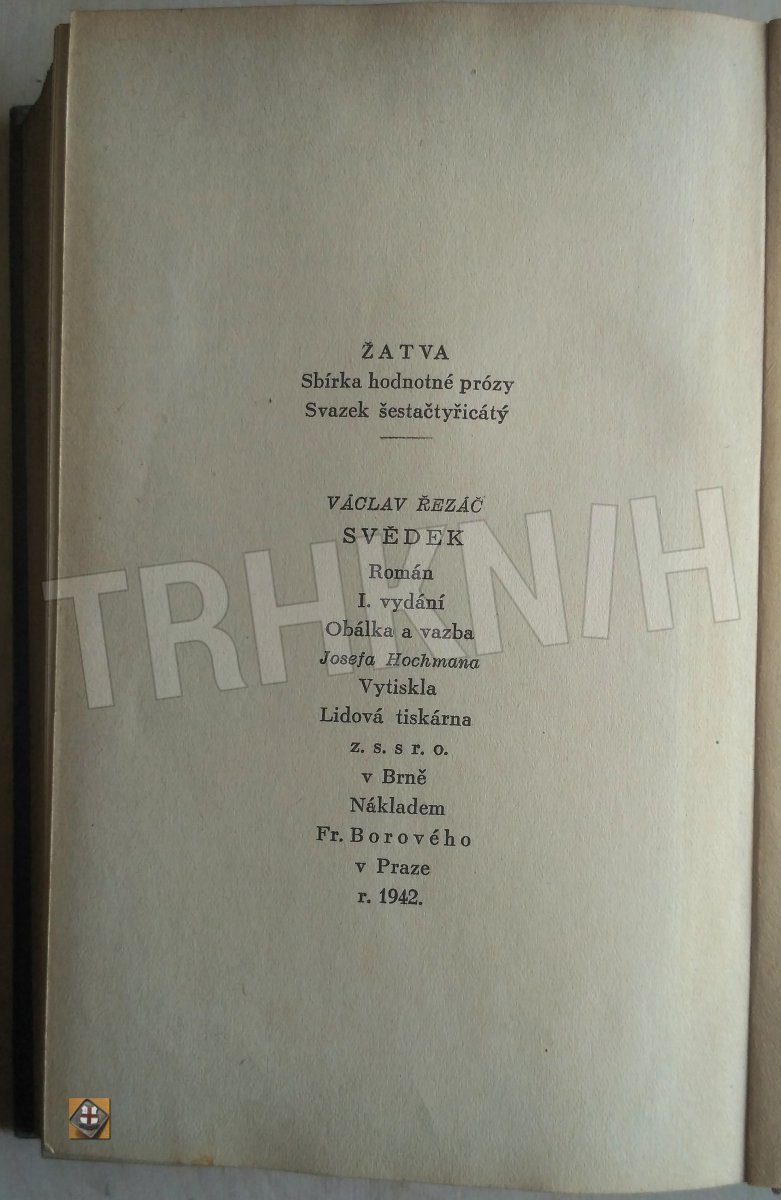 ŽATVA
Sbírka hodnotné prózy
Svazek šestačtyřicátý
VÁCLAV ŘEZÁČ
SVĚDEK
Román
I. vydání
Obálka a vazba
Josefa Hochmana
Vytiskla
Lidová tiskárna
z. s. s r. o.
v Brně
Nákladem
Fr. Borového
v Praze
r. 1942.
TRHKNIH